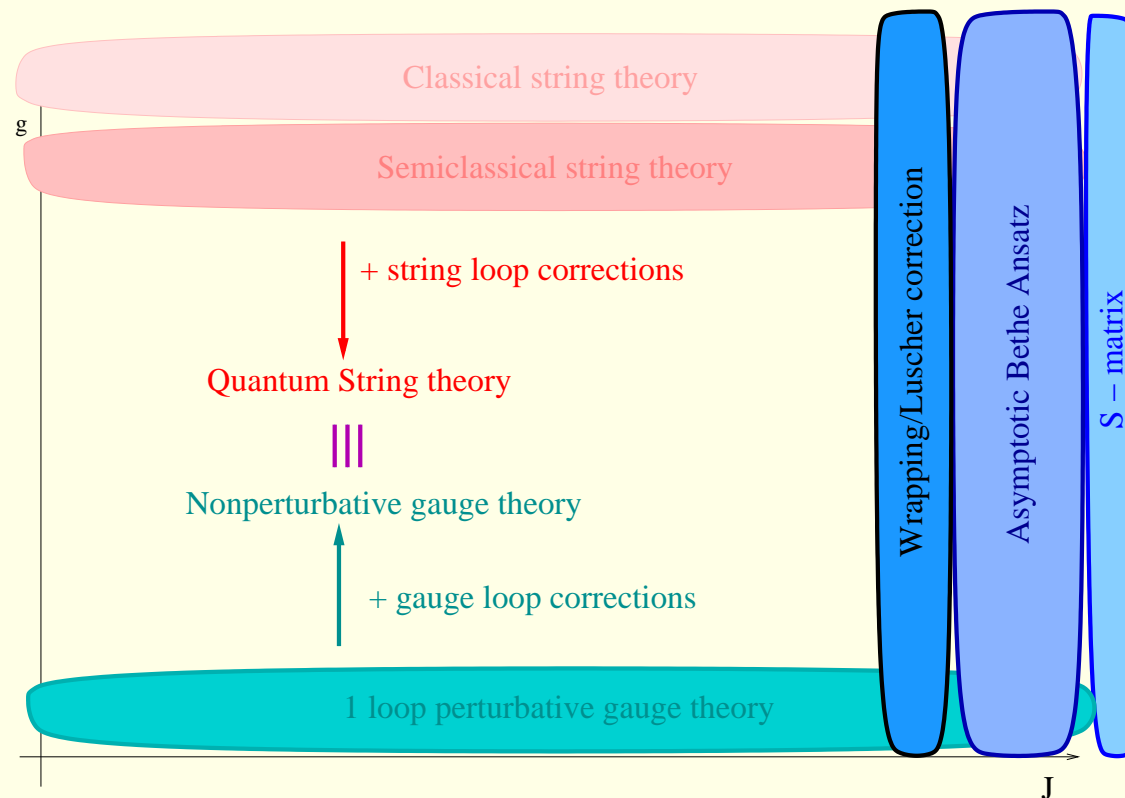 Classical string theory
g
Semiclassical string theory
+ string loop corrections
Quantum String theory
Nonperturbative gauge theory
+ gauge loop corrections
1 loop perturbative gauge theory
J
Wrapping/Luscher correction
Asymptotic Bethe Ansatz
S − matrix